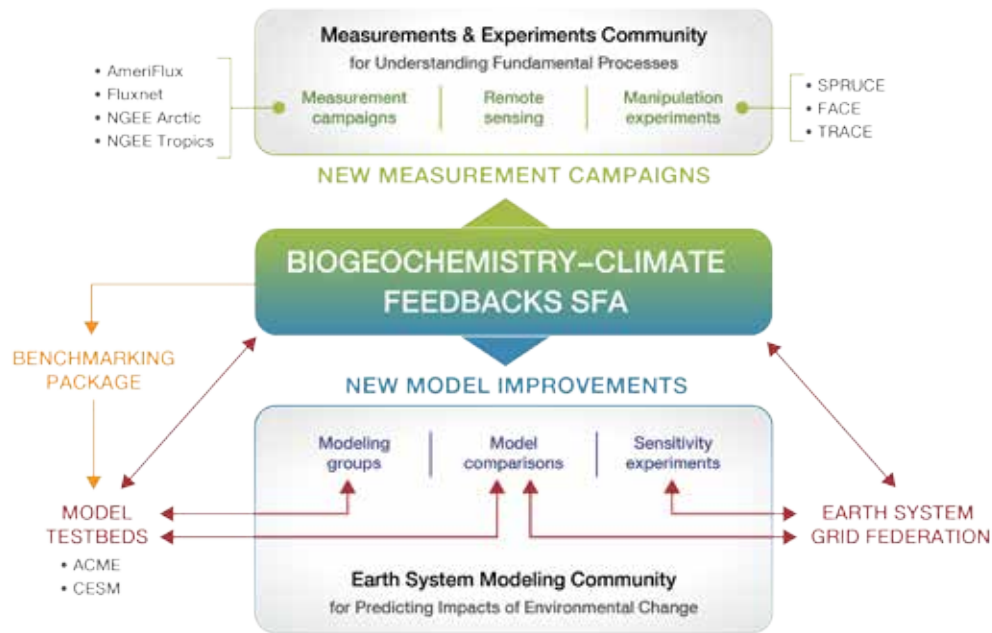 Measurements & Experiments Community
for Understanding Fundamental Processes
• AmeriFlux
• Fluxnet
• NGEE Arctic
• NGEE Tropics
Measurement
campaigns
Remote
sensing
Manipulation
experiments
• SPRUCE
• FACE
• TRACE
NEW MEASUREMENT CAMPAIGNS
BIOGEOCHEMISTRY–CLIMATE
FEEDBACKS SFA
BENCHMARKING
PACKAGE
NEW MODEL IMPROVEMENTS
Modeling
groups
Model
comparisons
Sensitivity
experiments
MODEL
TESTBEDS
• ACME
• CESM
EARTH SYSTEM
GRID FEDERATION
Earth System Modeling Community
for Predicting Impacts of Environmental Change